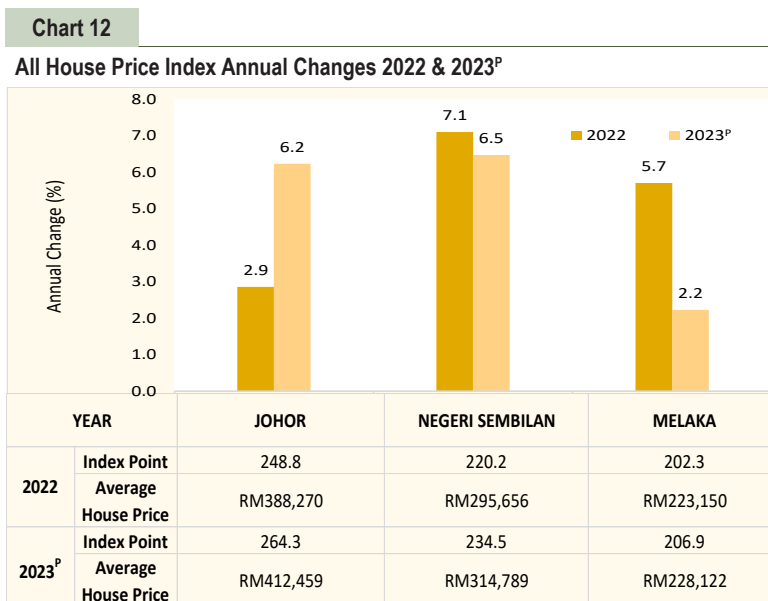 Chart 12
All House Price Index Annual Changes 2022 & 2023ᴾ
8.0
7.0
6.0
5.0
4.0
3.0
2.0
1.0
0.0
Annual Change (%)
2.9
6.2
7.1
6.5
5.7
2.2
2022 2023ᴾ
YEAR JOHOR NEGERI SEMBILAN MELAKA
2022
Index Point 248.8 220.2 202.3
Average
House Price
RM388,270 RM295,656 RM223,150
2023ᴾ
Index Point 264.3 234.5 206.9
Average
House Price
RM412,459 RM314,789 RM228,122